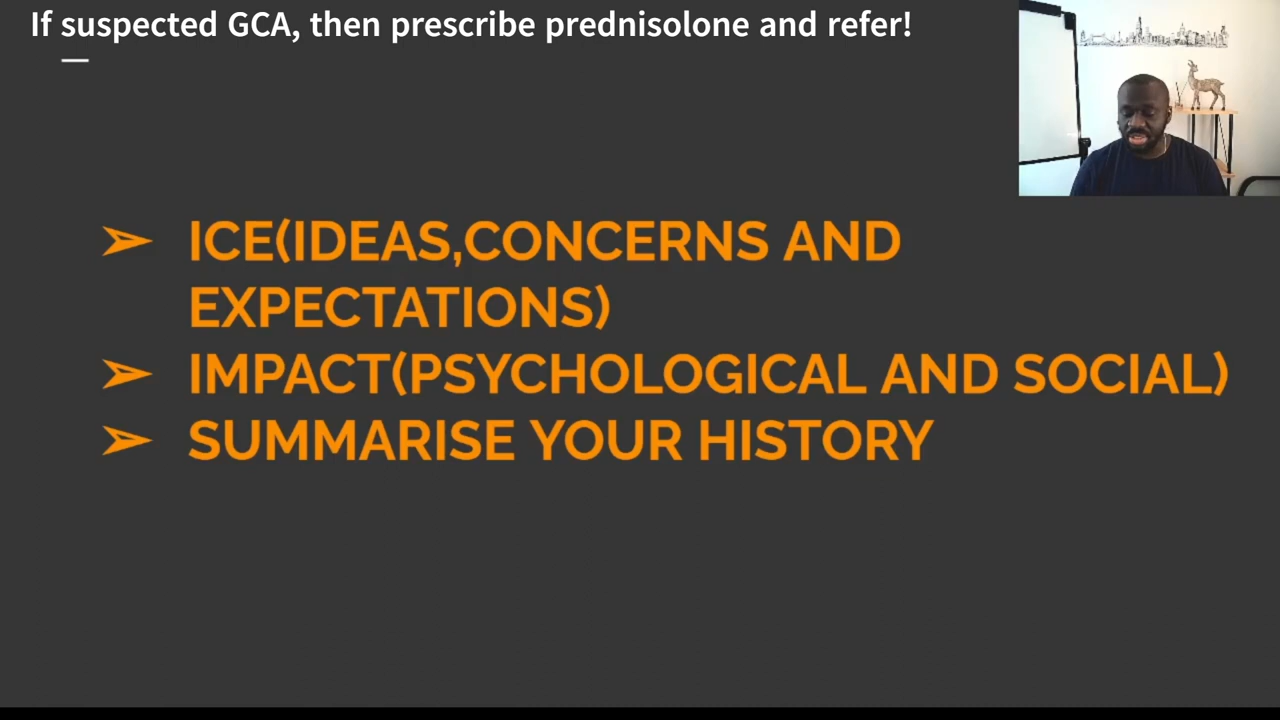 If suspected GCA, then prescribe prednisolone and refer!
➢ ICE(IDEAS,CONCERNS AND
EXPECTATIONS)
➢ IMPACT(PSYCHOLOGICAL AND SOCIAL)
➢ SUMMARISE YOUR HISTORY